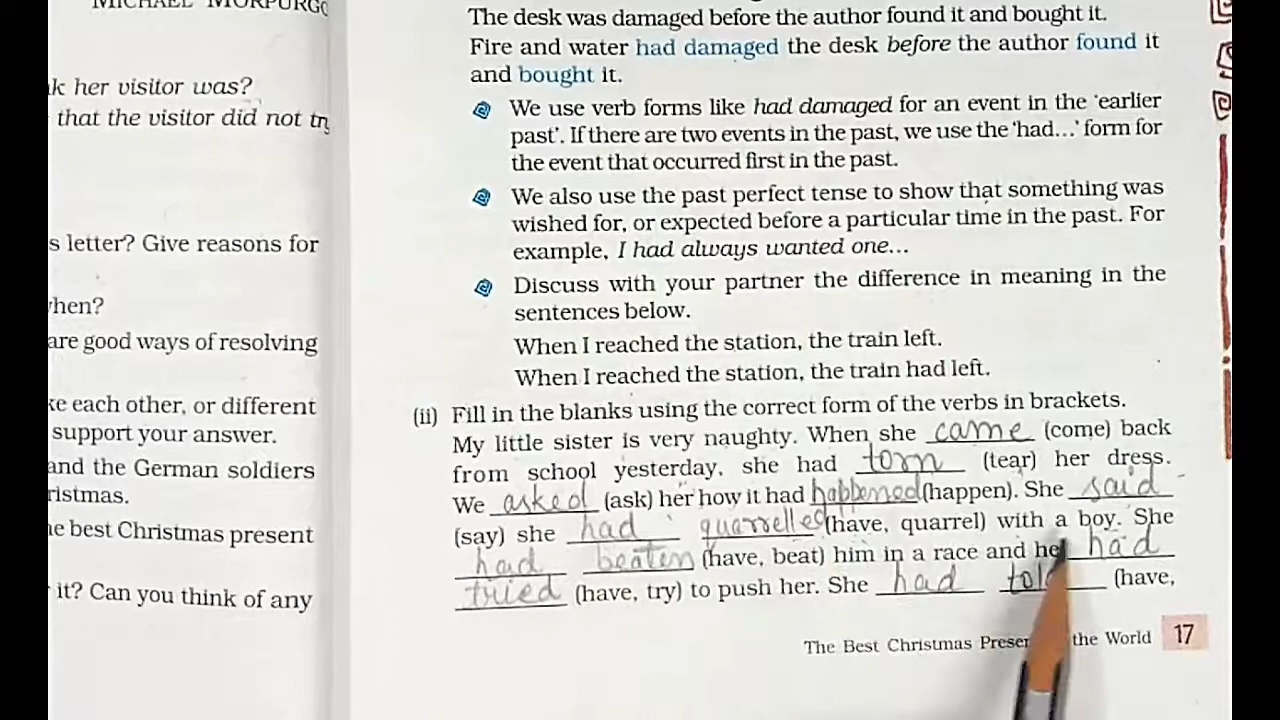 MICHAEL MORPURGO
k her visitor was?
that the visitor did not try
s letter? Give reasons for
when?
are good ways of resolving
ke each other, or different
support your answer.
and the German soldiers
ristmas.
ne best Christmas present
it? Can you think of any
The desk was damaged before the author found it and bought it.
Fire and water had damaged the desk before the author found it
and bought it.
We use verb forms like had damaged for an event in the 'earlier
past'. If there are two events in the past, we use the 'had...' form for
the event that occurred first in the past.
We also use the past perfect tense to show that something was
wished for, or expected before a particular time in the past. For
example, I had always wanted one...
Discuss with your partner the difference in meaning in the
sentences below.
When I reached the station, the train left.
When I reached the station, the train had left.
(ii) Fill in the blanks using the correct form of the verbs in brackets.
My little sister is very naughty. When she came (come) back
from school yesterday, she had torn (tear) her dress.
We asked (ask) her how it had happened (happen). She said
(say) she had quarrelled (have, quarrel) with a boy. She
had beaten (have, beat) him in a race and he had
tried (have, try) to push her. She had told (have,
The Best Christmas Present the World 17